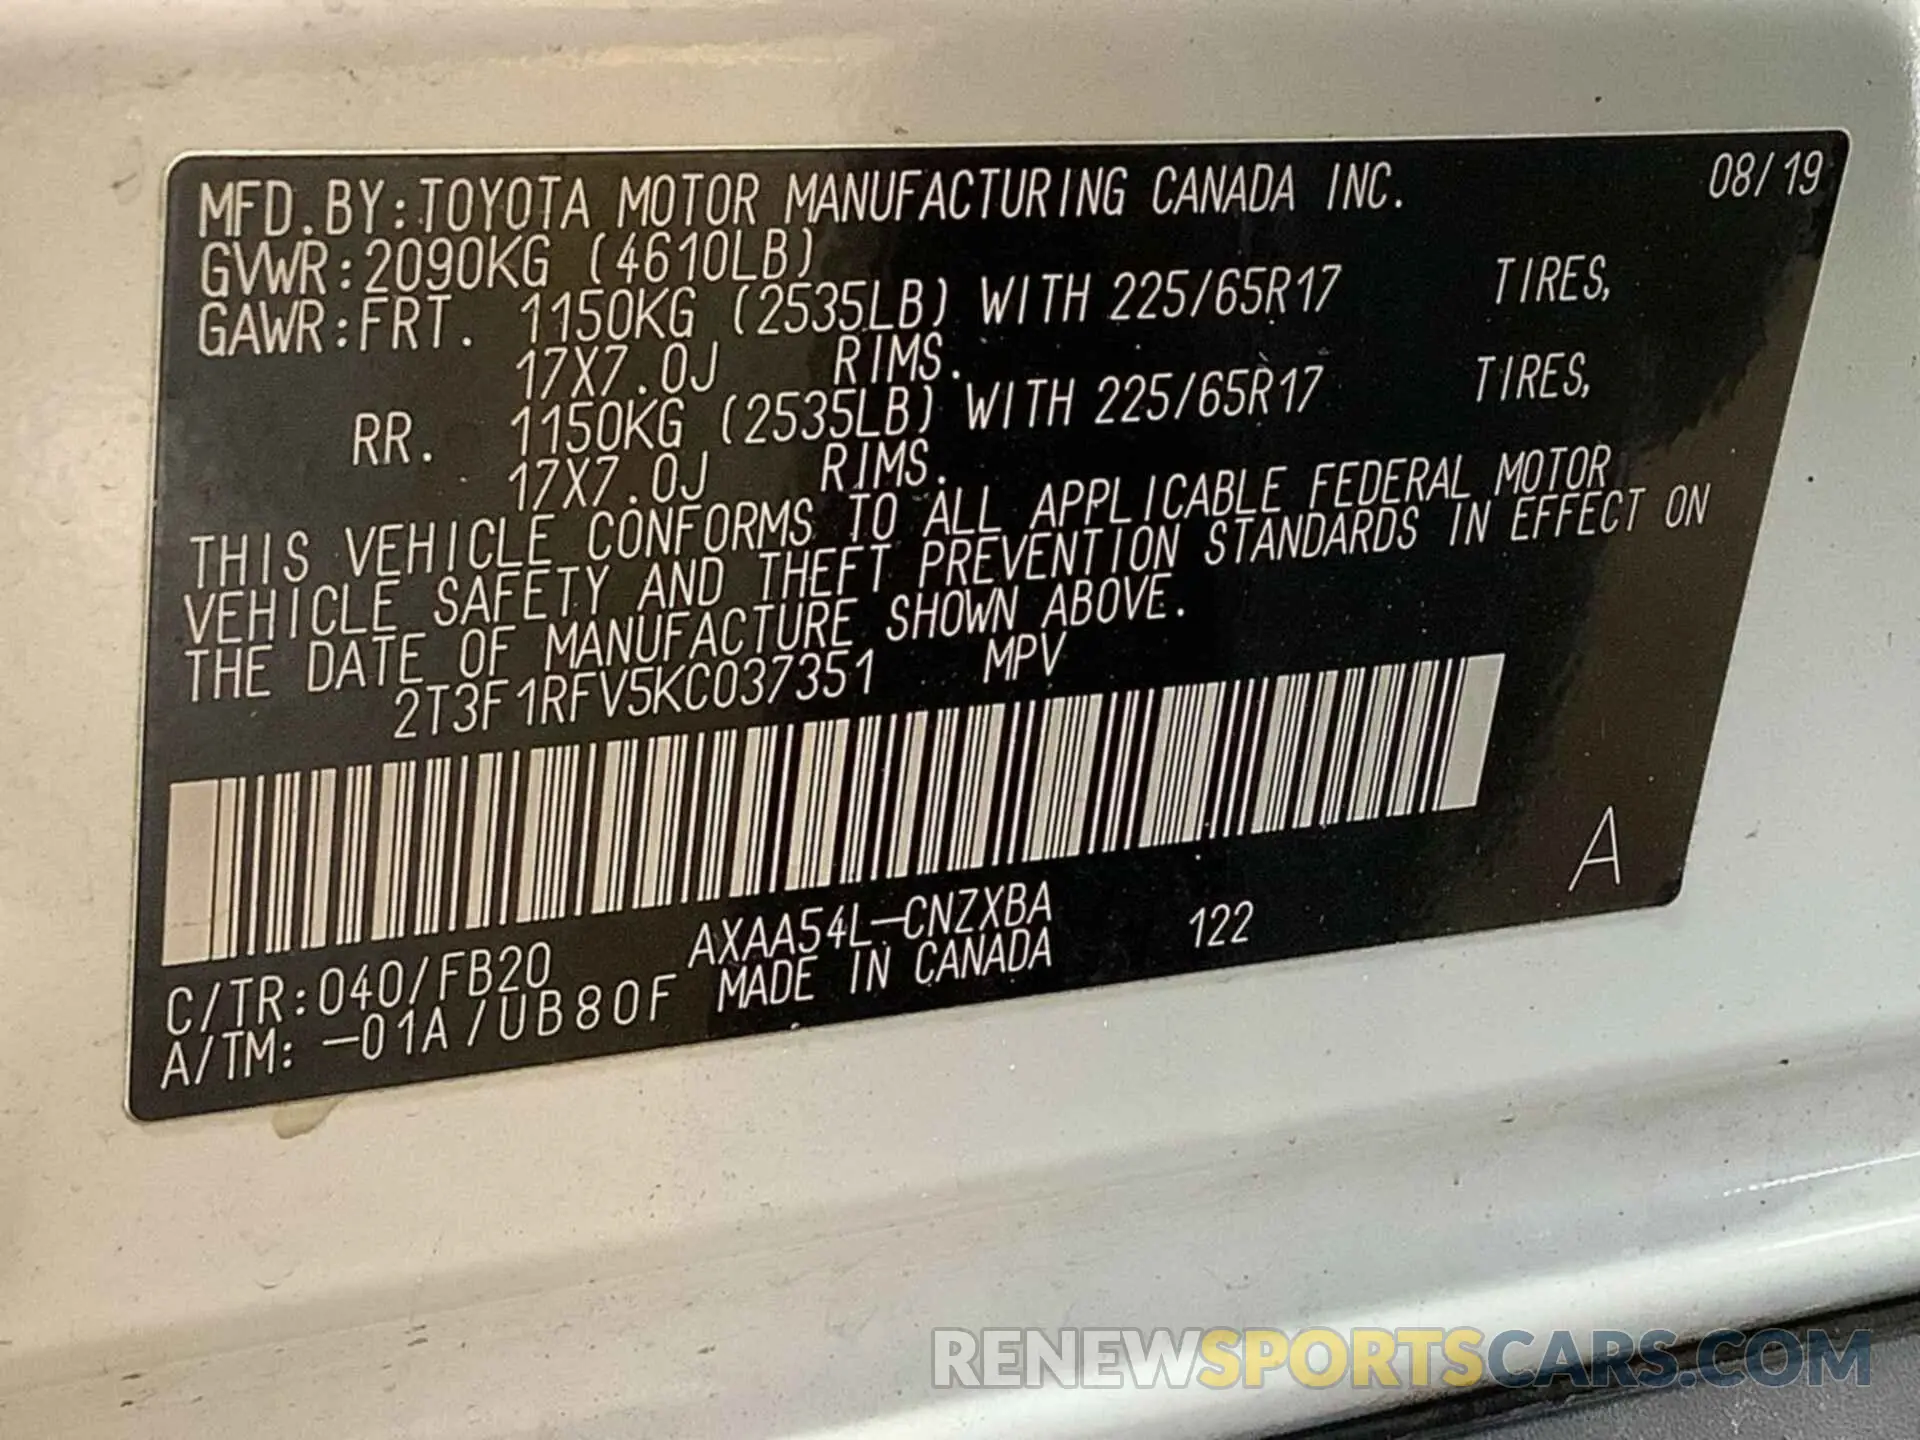 MFD.BY:TOYOTA MOTOR MANUFACTURING CANADA INC. 08/19
GVWR:2090KG (4610LB)
GAWR:FRT. 1150KG (2535LB) WITH 225/65R17 TIRES,
17X7.0J RIMS.
RR. 1150KG (2535LB) WITH 225/65R17 TIRES,
17X7.0J RIMS.
THIS VEHICLE CONFORMS TO ALL APPLICABLE FEDERAL MOTOR
VEHICLE SAFETY AND THEFT PREVENTION STANDARDS IN EFFECT ON
THE DATE OF MANUFACTURE SHOWN ABOVE.
2T3F1RFV5KC037351 MPV
A
C/TR:040/FB20 AXAA54L-CNZXBA 122
A/TM: -01A/UB80F MADE IN CANADA
RENEWSPORTSCARS.COM